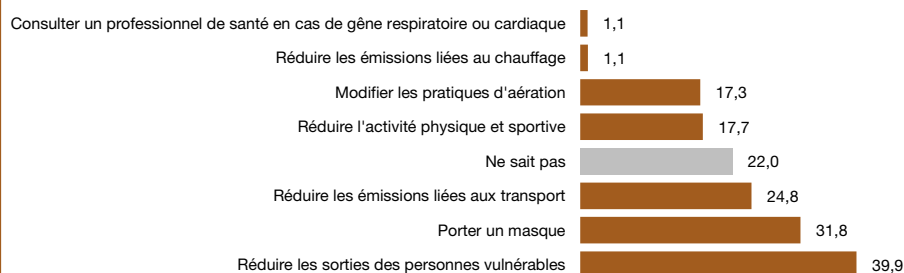 Consulter un professionnel de santé en cas de gêne respiratoire ou cardiaque 1,1
Réduire les émissions liées au chauffage 1,1
Modifier les pratiques d'aération 17,3
Réduire l'activité physique et sportive 17,7
Ne sait pas 22,0
Réduire les émissions liées aux transport 24,8
Porter un masque 31,8
Réduire les sorties des personnes vulnérables 39,9